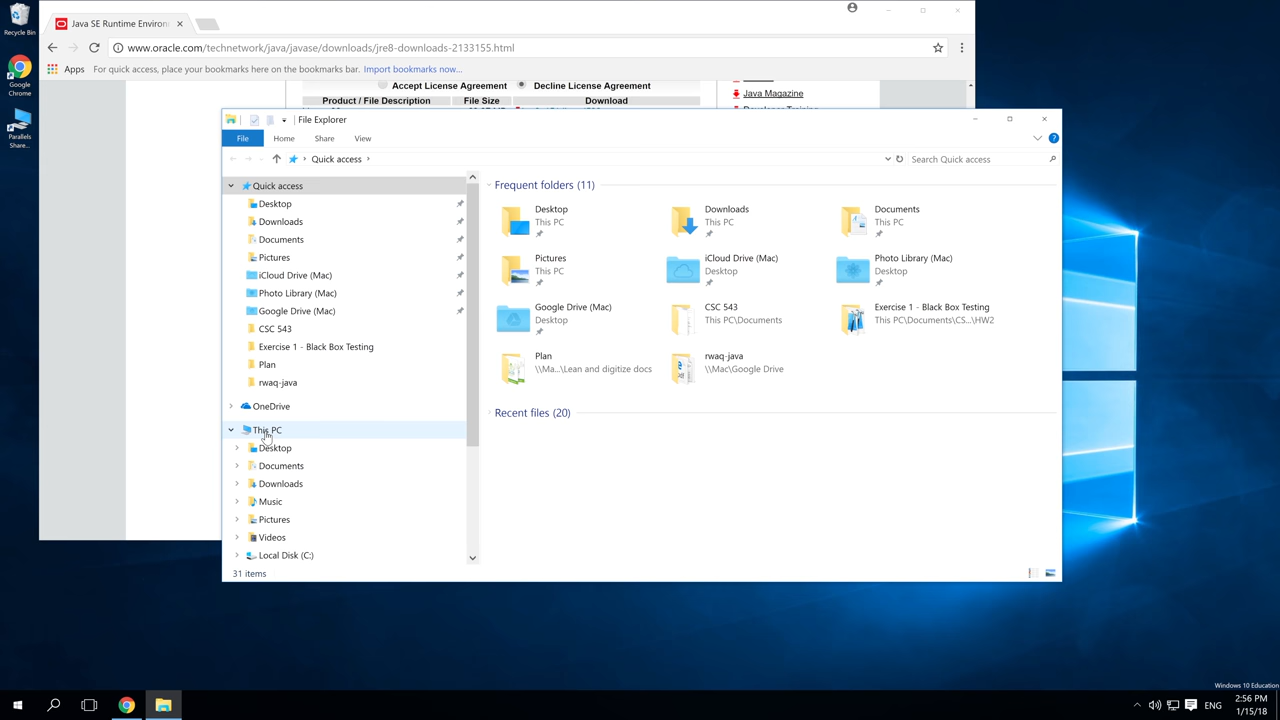 Recycle Bin
Google
Chrome
Parallels
Share...
Java SE Runtime Environ
www.oracle.com/technetwork/java/javase/downloads/jre8-downloads-2133155.html
Apps For quick access, place your bookmarks here on the bookmarks bar. Import bookmarks now...
Accept License Agreement Decline License Agreement
Product / File Description File Size Download
Java Magazine
File Explorer
File Home Share View
Quick access
Search Quick access
Quick access
Desktop
Downloads
Documents
Pictures
iCloud Drive (Mac)
Photo Library (Mac)
Google Drive (Mac)
CSC 543
Exercise 1 - Black Box Testing
Plan
rwaq-java
OneDrive
This PC
Desktop
Documents
Downloads
Music
Pictures
Videos
Local Disk (C:)
31 items
Frequent folders (11)
Desktop
This PC
Downloads
This PC
Documents
This PC
Pictures
This PC
iCloud Drive (Mac)
Desktop
Photo Library (Mac)
Desktop
Google Drive (Mac)
Desktop
CSC 543
This PC\Documents
Exercise 1 - Black Box Testing
This PC\Documents\CS...\HW2
Plan
\\Ma...\Lean and digitize docs
rwaq-java
\\Mac\Google Drive
Recent files (20)
Windows 10 Education
ENG
2:56 PM
1/15/18